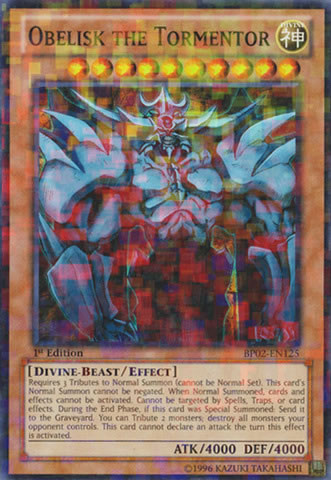 OBELISK THE TORMENTOR
DIVINE
神
1st Edition
BP02-EN125
[DIVINE-BEAST/EFFECT]
Requires 3 Tributes to Normal Summon (cannot be Normal Set). This card's
Normal Summon cannot be negated. When Normal Summoned, cards and
effects cannot be activated. Cannot be targeted by Spells, Traps, or card
effects. During the End Phase, if this card was Special Summoned: Send it
to the Graveyard. You can Tribute 2 monsters; destroy all monsters your
opponent controls. This card cannot declare an attack the turn this effect
is activated.
ATK/4000 DEF/4000
©1996 KAZUKI TAKAHASHI